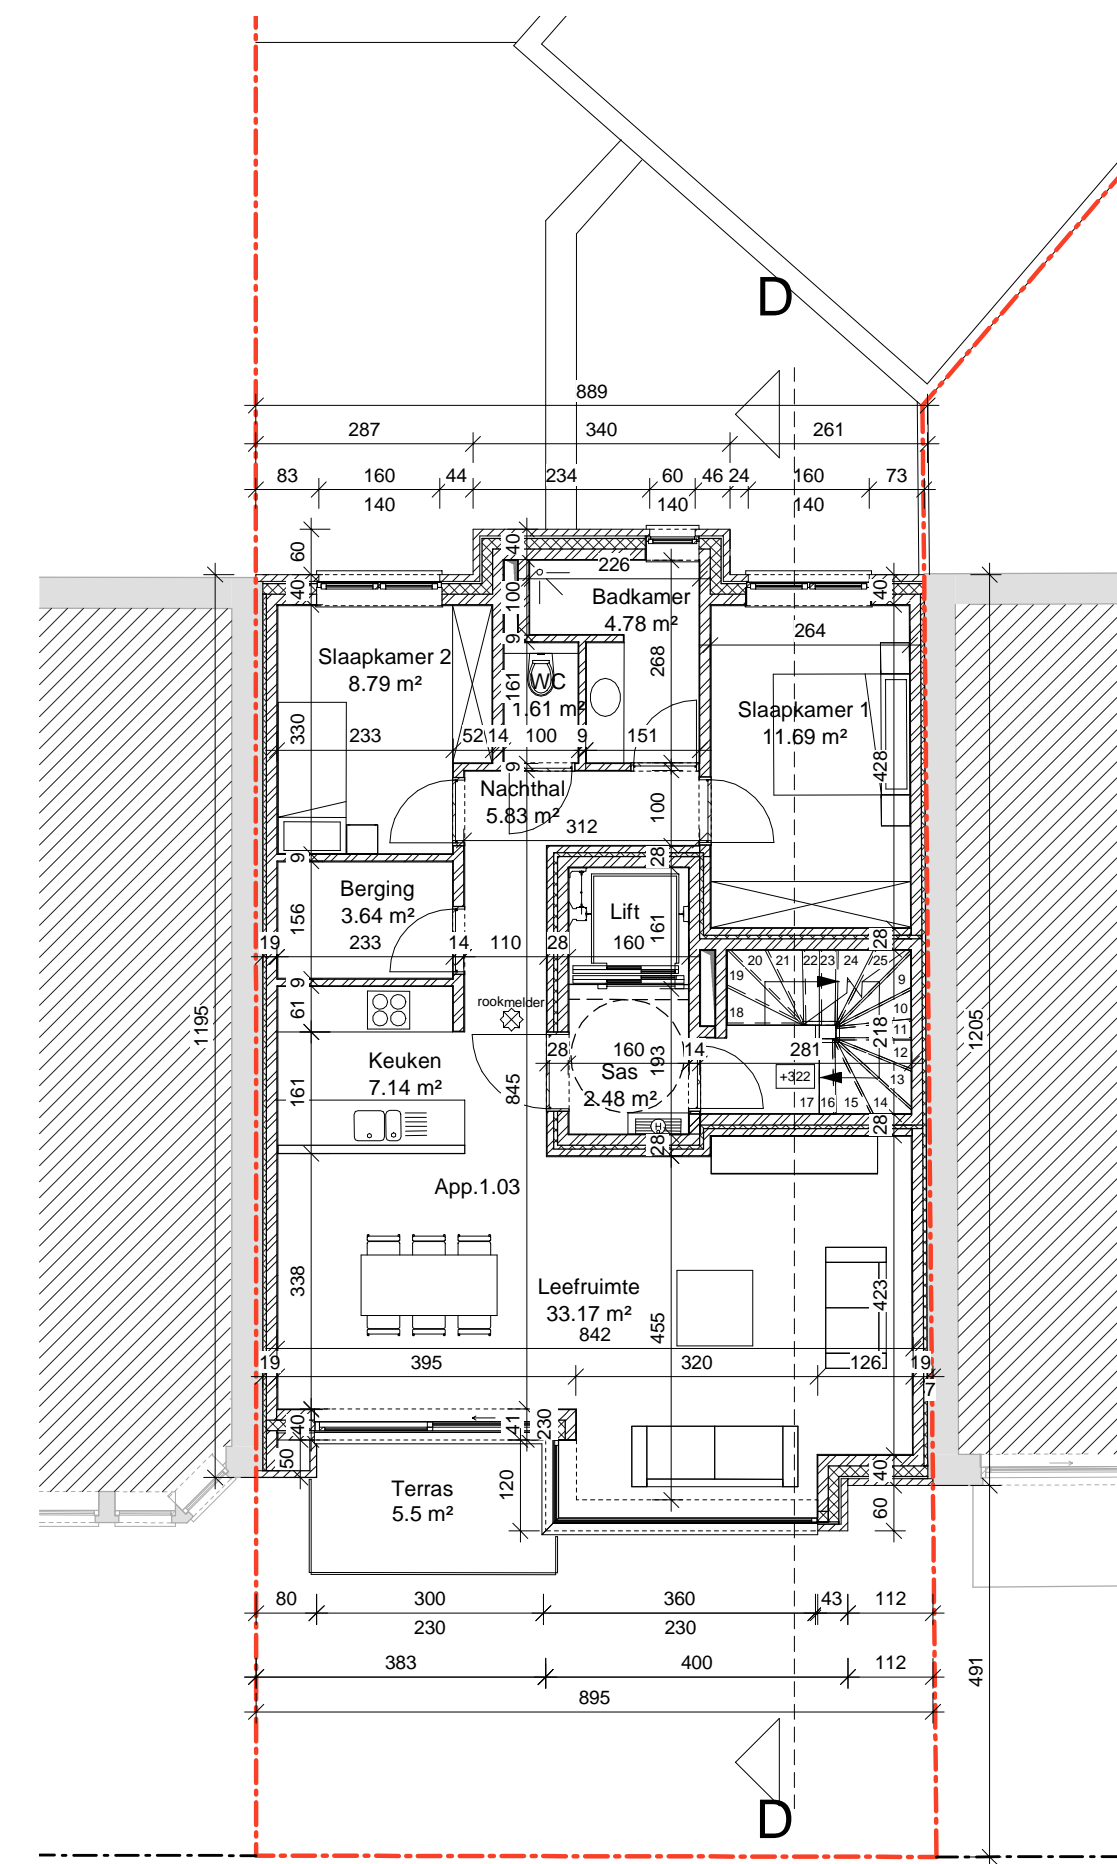 D
889
287 340 261
83 160 44 234 60 46 24 160 73
140 140 140
60
40
40
40
226
100
Badkamer
4.78 m²
9
264
268
Slaapkamer 2
8.79 m²
161
WC
1.61 m²
Slaapkamer 1
11.69 m²
330
233 52 14 100 9 151
428
9
Nachthal
5.83 m²
100
312
9
28
Berging
3.64 m²
156
Lift
161
19 233 14 110 28 160
28
20 21 22 23 24 25
19 9
18 10
11
12
13
17 16 15 14
9
61
rookmelder
218
1195
1205
Keuken
7.14 m²
28 160 14 281
193
Sas
2.48 m²
+322
161
845
28
28
App.1.03
338
Leefruimte
33.17 m²
842
455
423
19 395 320 126 19
7
40
41
230
50
120
40
60
Terras
5.5 m²
80 300 360 43 112
230 230
383 400 112
895
491
D